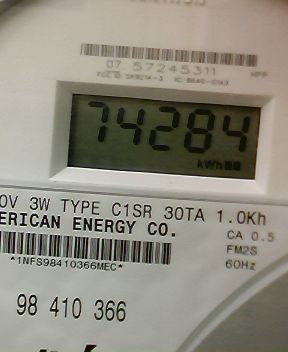 07 57245311
74284
kWh
0V 3W TYPE C1SR 30TA 1.0Kh
ERICAN ENERGY CO.
CA 0.5
FM2S
*1NFS98410366MEC*
60Hz
98 410 366